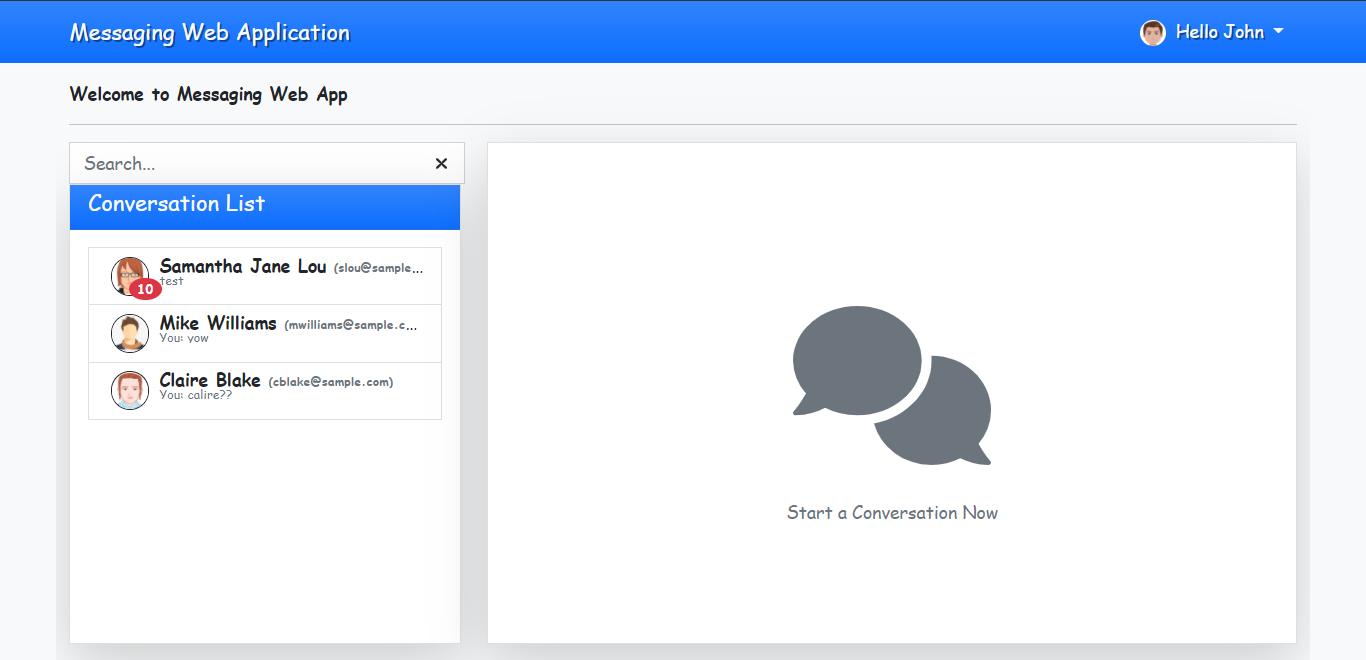 Messaging Web Application
Hello John
Welcome to Messaging Web App
Search...
Conversation List
Samantha Jane Lou (slou@sample...
test
10
Mike Williams (mwilliams@sample.c...
You: yow
Claire Blake (cblake@sample.com)
You: calire??
Start a Conversation Now